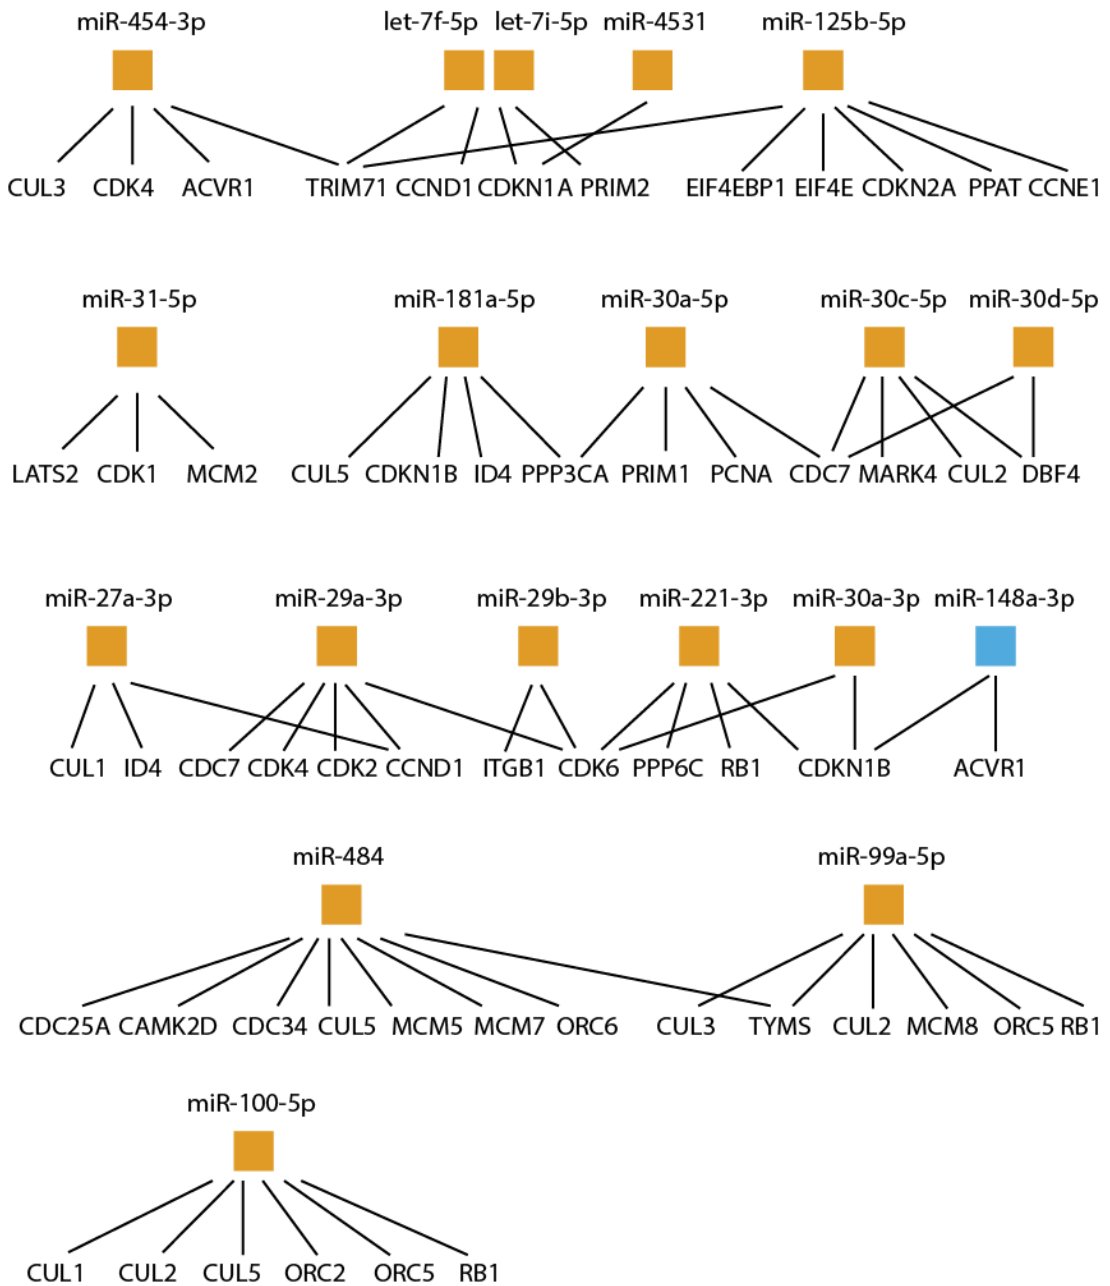 miR-454-3p let-7f-5p let-7i-5p miR-4531 miR-125b-5p
CUL3 CDK4 ACVR1 TRIM71 CCND1 CDKN1A PRIM2 EIF4EBP1 EIF4E CDKN2A PPAT CCNE1
miR-31-5p miR-181a-5p miR-30a-5p miR-30c-5p miR-30d-5p
LATS2 CDK1 MCM2 CUL5 CDKN1B ID4 PPP3CA PRIM1 PCNA CDC7 MARK4 CUL2 DBF4
miR-27a-3p miR-29a-3p miR-29b-3p miR-221-3p miR-30a-3p miR-148a-3p
CUL1 ID4 CDC7 CDK4 CDK2 CCND1 ITGB1 CDK6 PPP6C RB1 CDKN1B ACVR1
miR-484 miR-99a-5p
CDC25A CAMK2D CDC34 CUL5 MCM5 MCM7 ORC6 CUL3 TYMS CUL2 MCM8 ORC5 RB1
miR-100-5p
CUL1 CUL2 CUL5 ORC2 ORC5 RB1